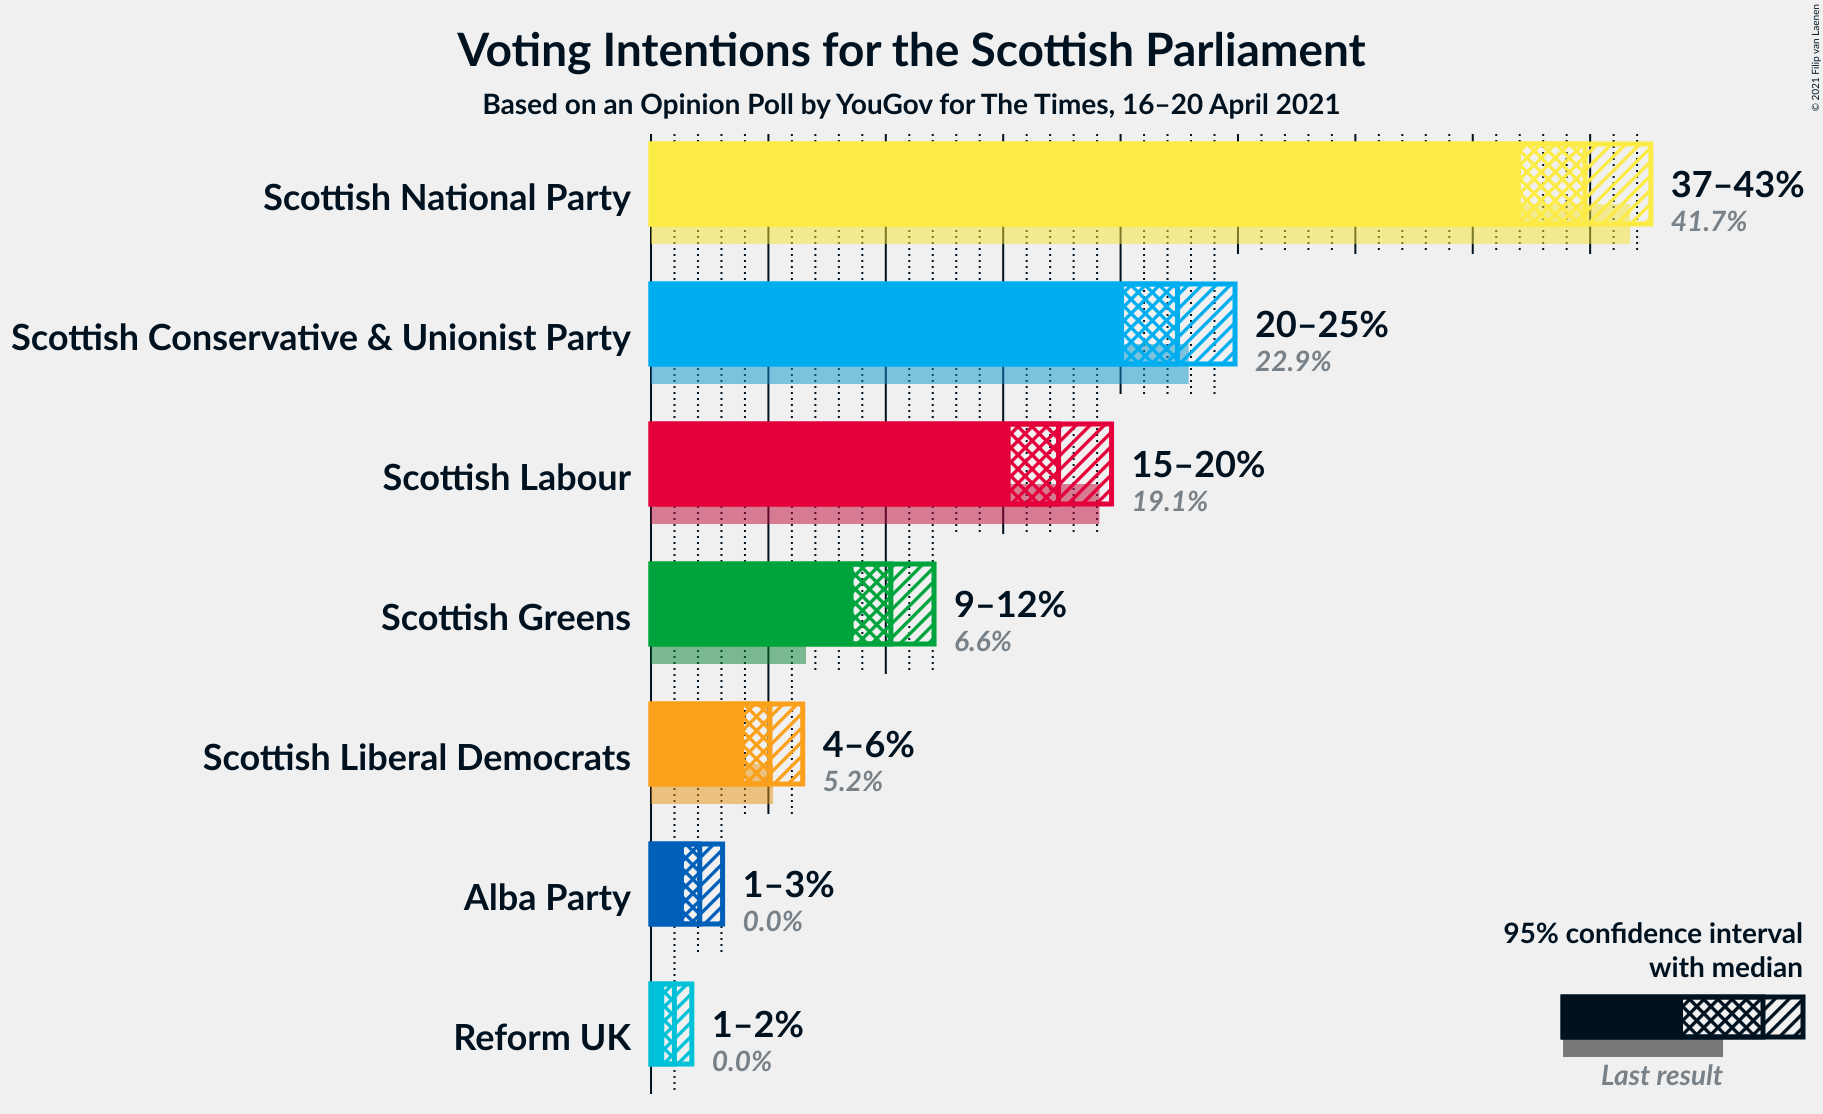 Voting Intentions for the Scottish Parliament
Based on an Opinion Poll by YouGov for The Times, 16–20 April 2021
© 2021 Filip van Laenen
Scottish National Party
37–43%
41.7%
Scottish Conservative & Unionist Party
20–25%
22.9%
Scottish Labour
15–20%
19.1%
Scottish Greens
9–12%
6.6%
Scottish Liberal Democrats
4–6%
5.2%
Alba Party
1–3%
0.0%
Reform UK
1–2%
0.0%
95% confidence interval
with median
Last result